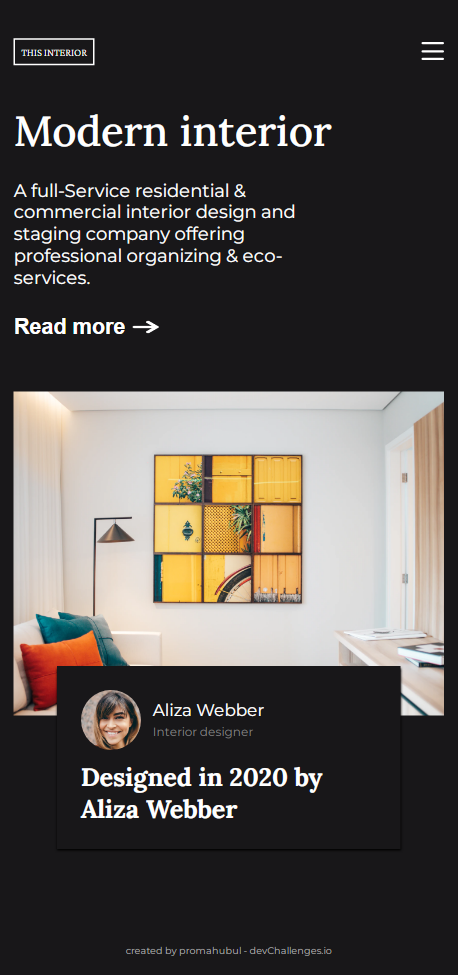 THIS INTERIOR
Modern interior
A full-Service residential &
commercial interior design and
staging company offering
professional organizing & eco-
services.
Read more →
Aliza Webber
Interior designer
Designed in 2020 by
Aliza Webber
created by promahubul - devChallenges.io